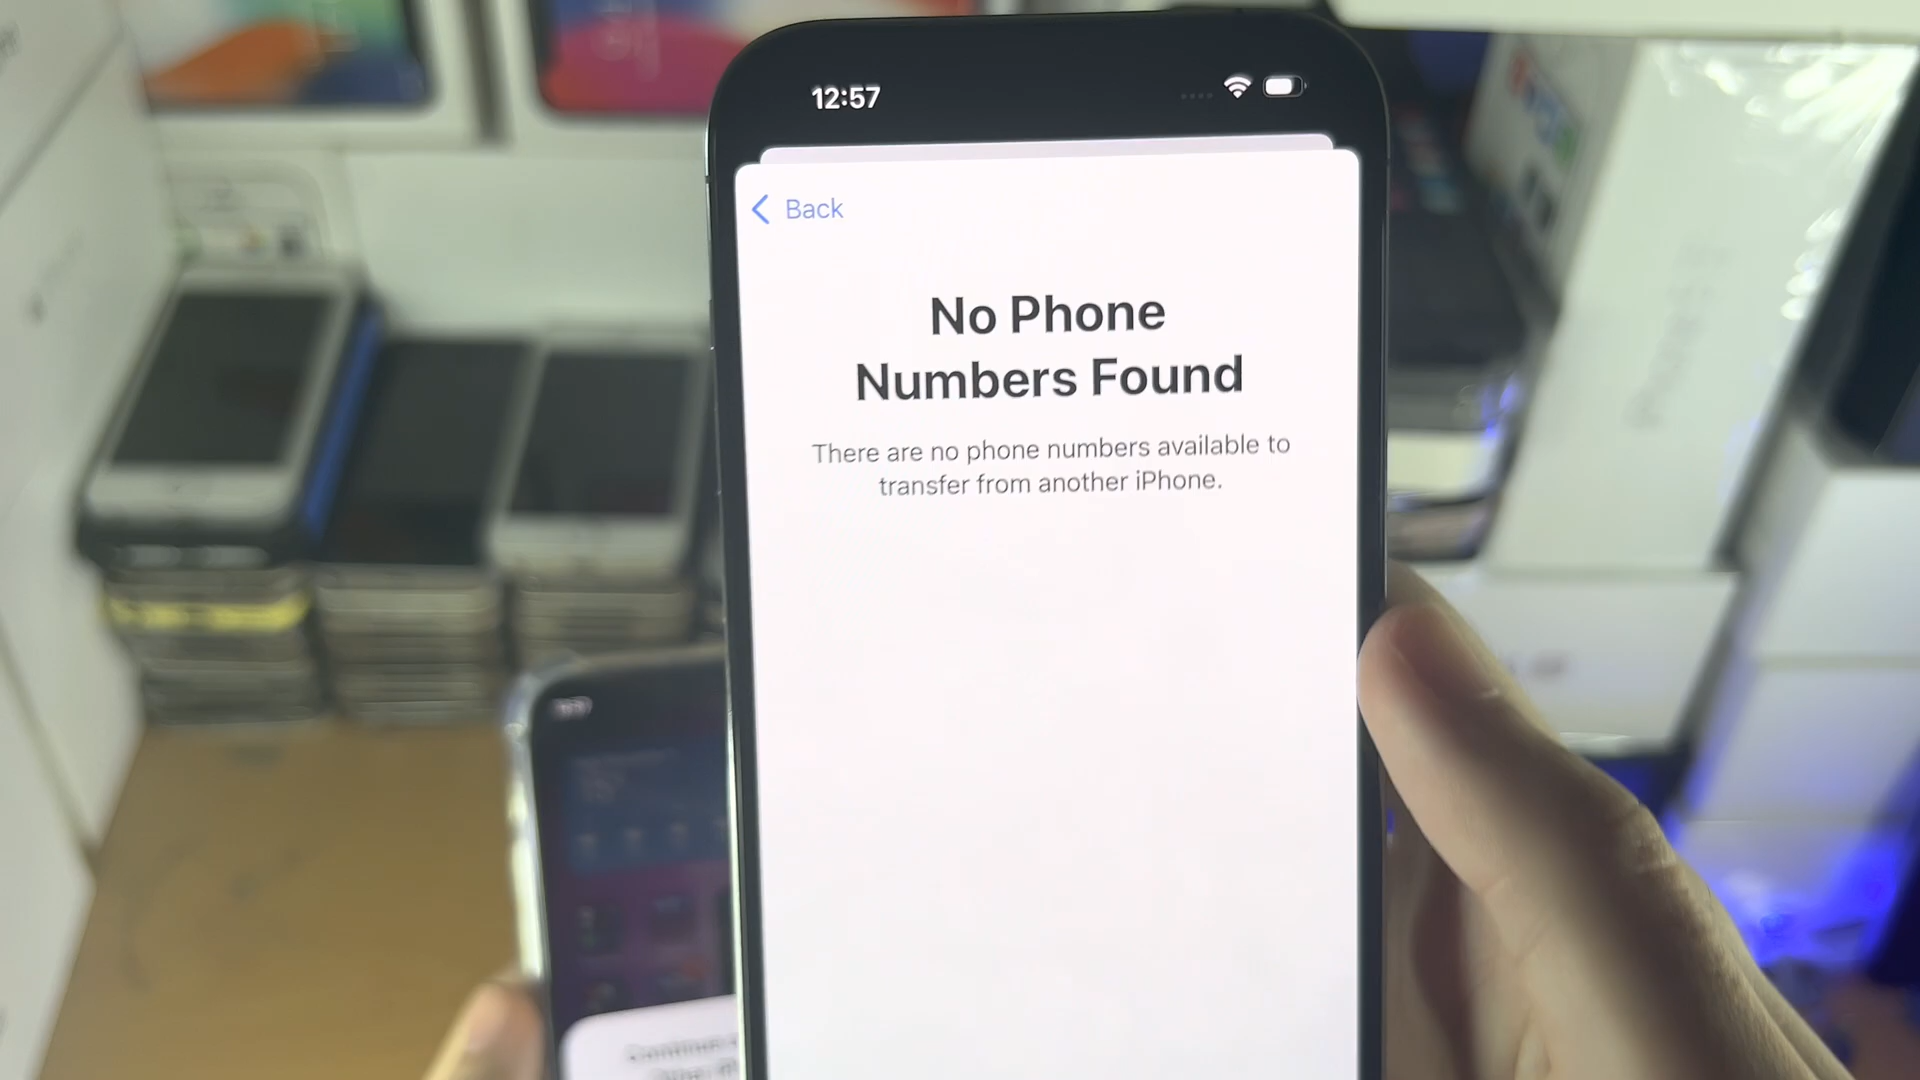 12:57
Back
No Phone
Numbers Found
There are no phone numbers available to
transfer from another iPhone.